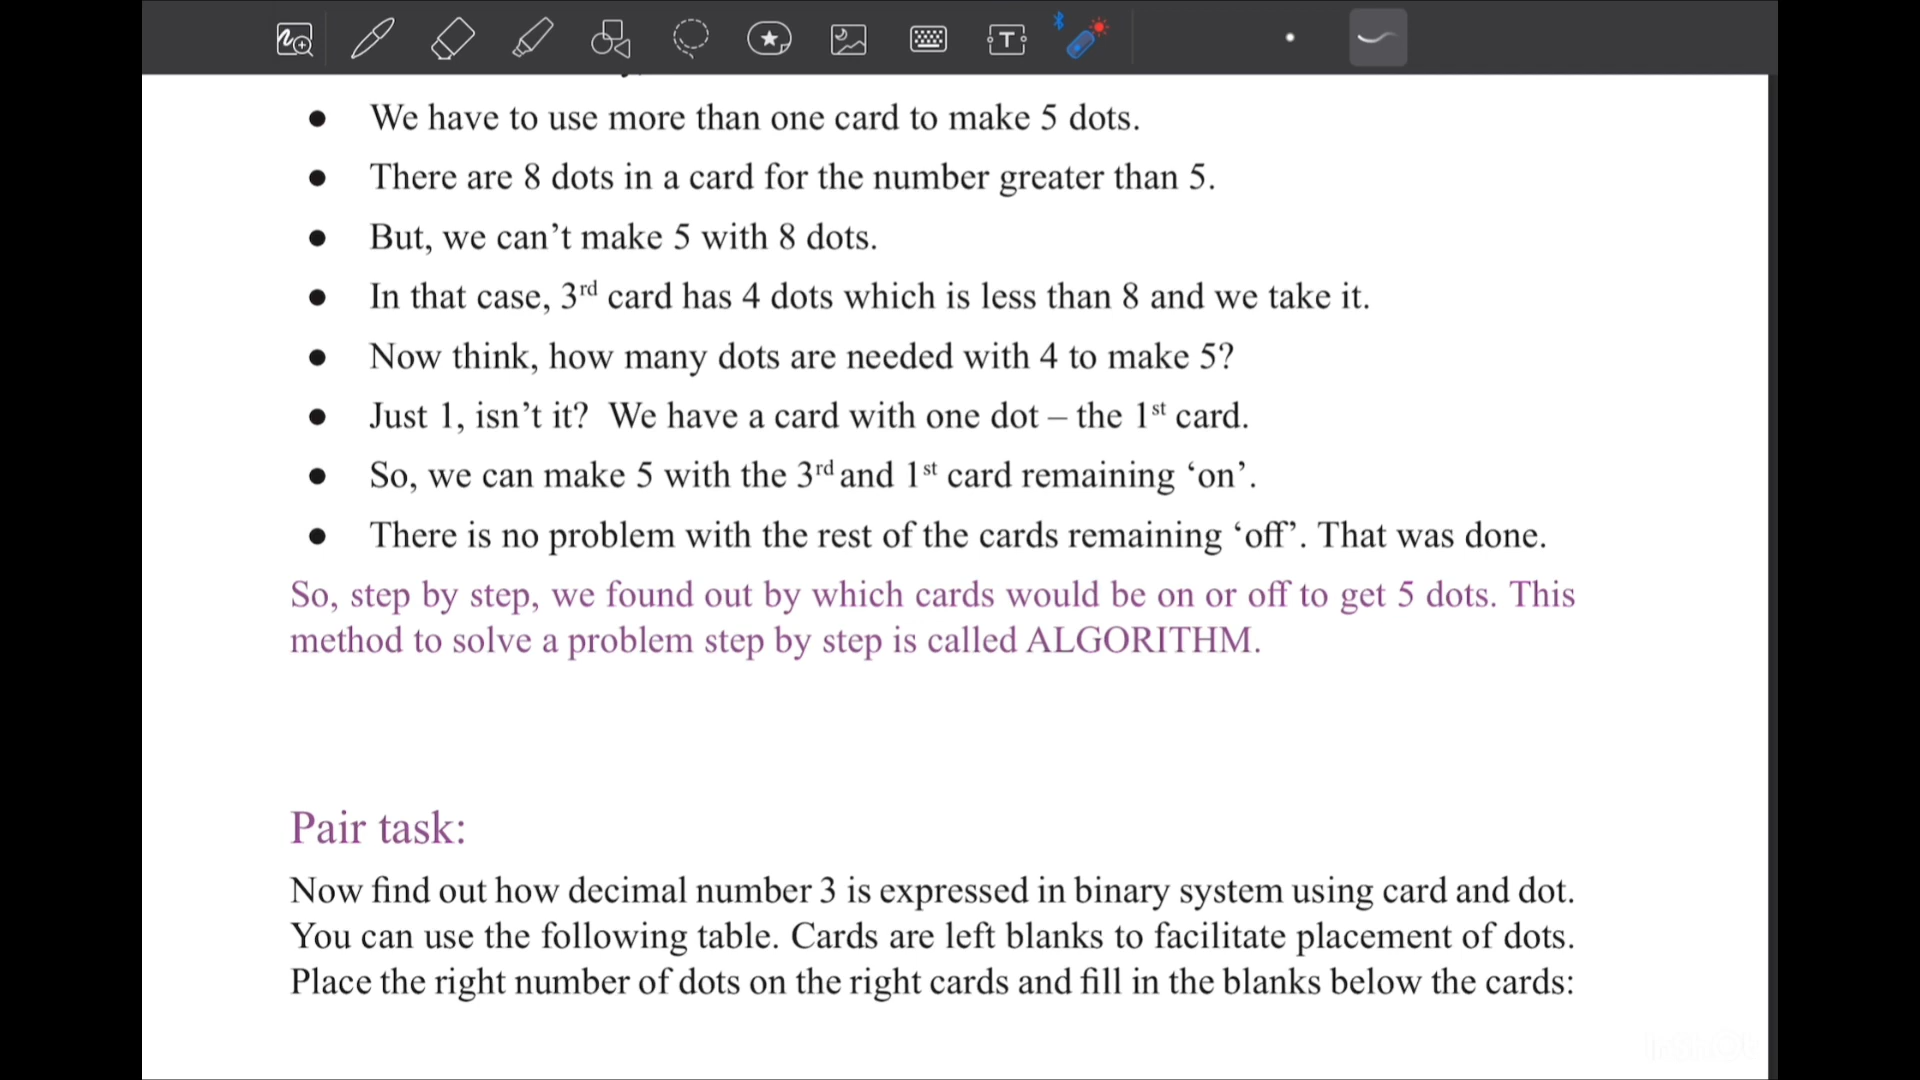 ● We have to use more than one card to make 5 dots.
● There are 8 dots in a card for the number greater than 5.
● But, we can’t make 5 with 8 dots.
● In that case, 3rd card has 4 dots which is less than 8 and we take it.
● Now think, how many dots are needed with 4 to make 5?
● Just 1, isn’t it? We have a card with one dot – the 1st card.
● So, we can make 5 with the 3rd and 1st card remaining ‘on’.
● There is no problem with the rest of the cards remaining ‘off’. That was done.
So, step by step, we found out by which cards would be on or off to get 5 dots. This
method to solve a problem step by step is called ALGORITHM.
Pair task:
Now find out how decimal number 3 is expressed in binary system using card and dot.
You can use the following table. Cards are left blanks to facilitate placement of dots.
Place the right number of dots on the right cards and fill in the blanks below the cards: